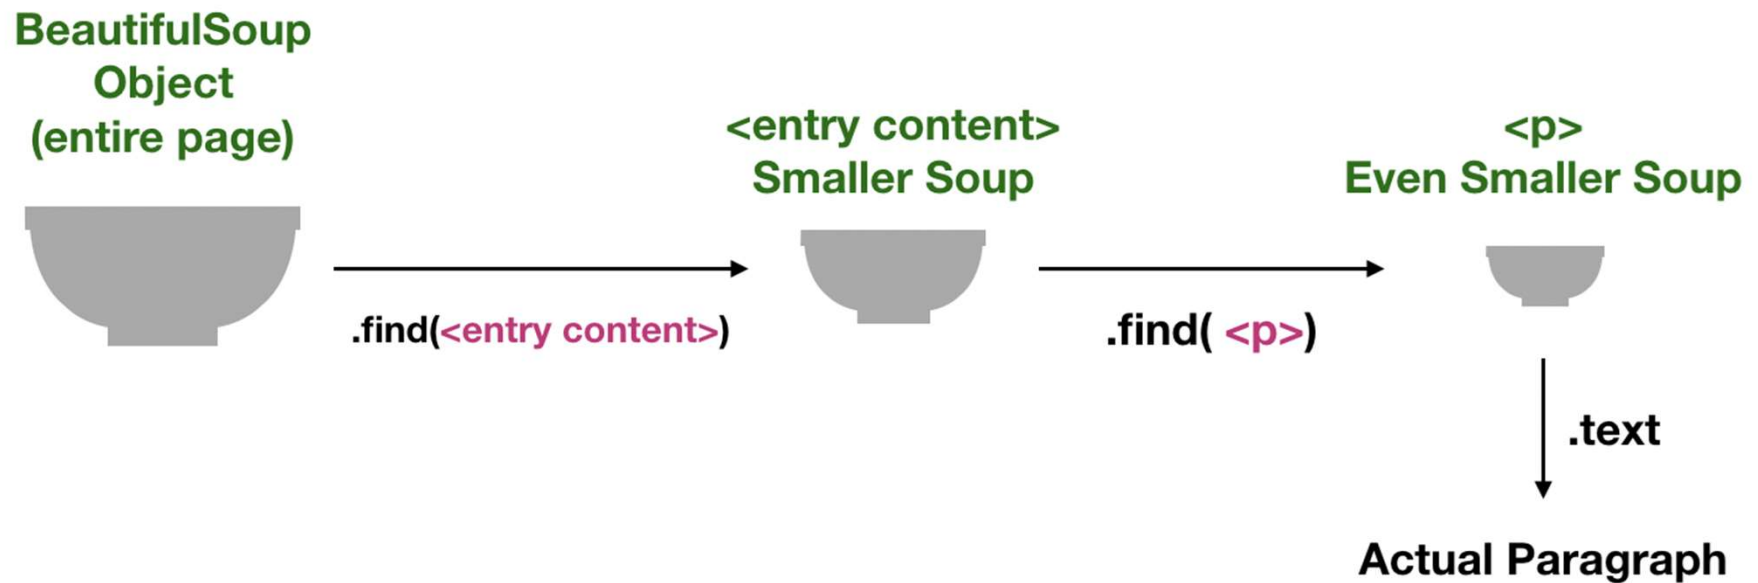 BeautifulSoup
Object
(entire page)
.find(<entry content>)
<entry content>
Smaller Soup
.find( <p>)
<p>
Even Smaller Soup
.text
Actual Paragraph